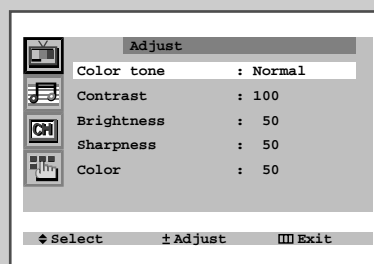 Adjust
Color tone : Normal
Contrast : 100
Brightness : 50
Sharpness : 50
Color : 50
CH
Select ± Adjust Exit